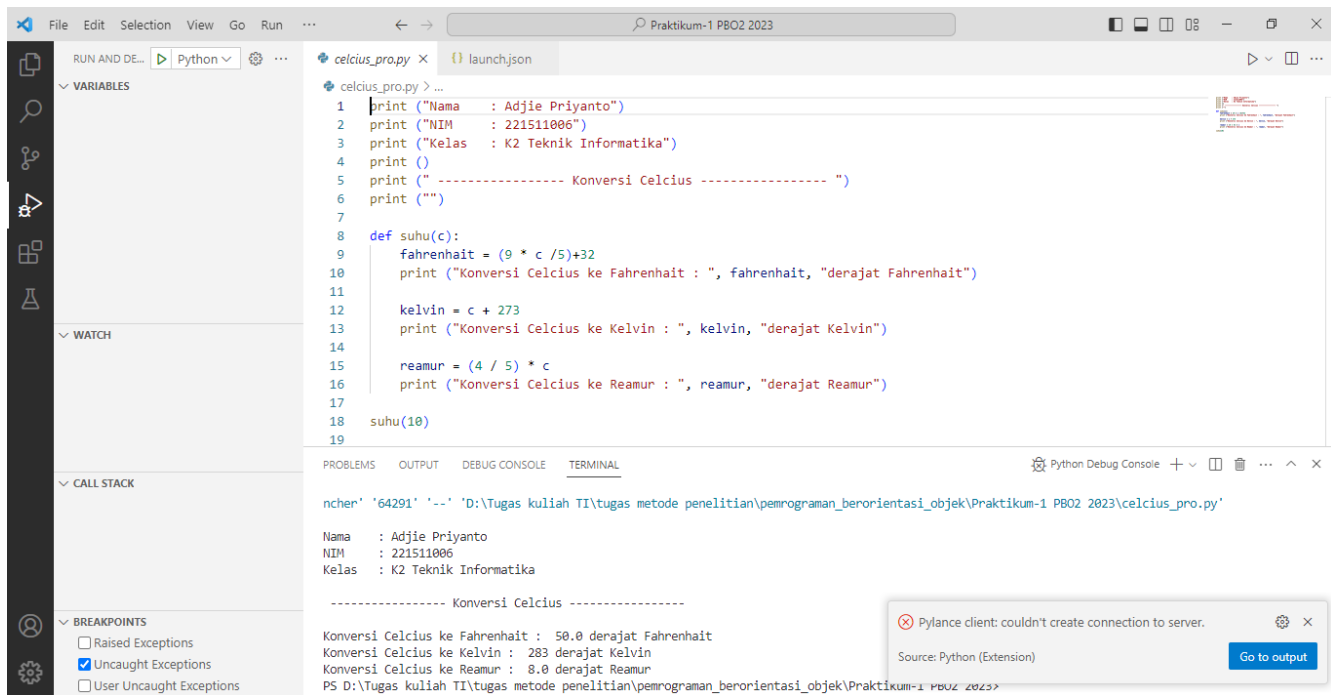 File Edit Selection View Go Run ··· ← → Praktikum-1 PBO2 2023
RUN AND DE... Python
VARIABLES
WATCH
CALL STACK
BREAKPOINTS
Raised Exceptions
Uncaught Exceptions
User Uncaught Exceptions
celcius_pro.py × {} launch.json
celcius_pro.py > ...
1 print ("Nama    : Adjie Priyanto")
2 print ("NIM     : 221511006")
3 print ("Kelas   : K2 Teknik Informatika")
4 print ()
5 print (" ----------------- Konversi Celcius ----------------- ")
6 print ("")
7
8 def suhu(c):
9     fahrenhait = (9 * c /5)+32
10     print ("Konversi Celcius ke Fahrenhait : ", fahrenhait, "derajat Fahrenhait")
11
12     kelvin = c + 273
13     print ("Konversi Celcius ke Kelvin : ", kelvin, "derajat Kelvin")
14
15     reamur = (4 / 5) * c
16     print ("Konversi Celcius ke Reamur : ", reamur, "derajat Reamur")
17
18 suhu(10)
19
PROBLEMS OUTPUT DEBUG CONSOLE TERMINAL Python Debug Console
ncher' '64291' '--' 'D:\Tugas kuliah TI\tugas metode penelitian\pemrograman_berorientasi_objek\Praktikum-1 PBO2 2023\celcius_pro.py'
Nama    : Adjie Priyanto
NIM     : 221511006
Kelas   : K2 Teknik Informatika
----------------- Konversi Celcius -----------------
Konversi Celcius ke Fahrenhait :  50.0 derajat Fahrenhait
Konversi Celcius ke Kelvin :  283 derajat Kelvin
Konversi Celcius ke Reamur :  8.0 derajat Reamur
PS D:\Tugas kuliah TI\tugas metode penelitian\pemrograman_berorientasi_objek\Praktikum-1 PBO2 2023>
Pylance client: couldn't create connection to server.
Source: Python (Extension)
Go to output